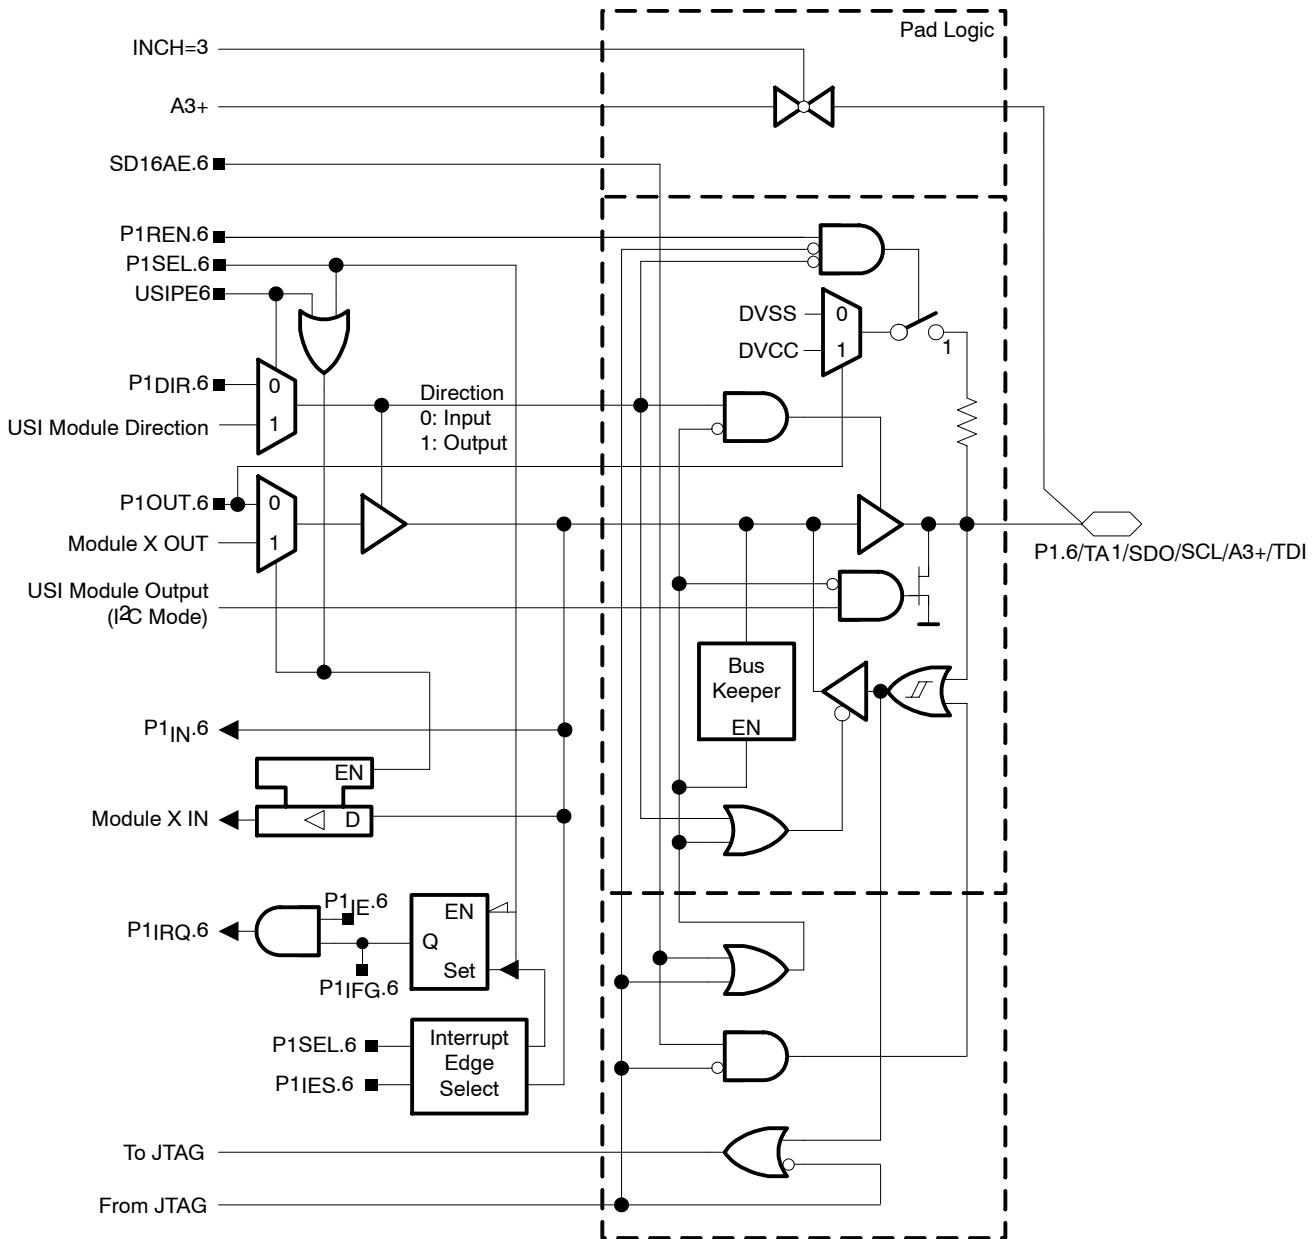 Pad Logic
INCH=3
A3+
SD16AE.6
P1REN.6
P1SEL.6
USIPE6
DVSS
0
DVCC
1
1
P1DIR.6
0
USI Module Direction
1
Direction
0: Input
1: Output
P1OUT.6
0
Module X OUT
1
P1.6/TA1/SDO/SCL/A3+/TDI
USI Module Output
(I2C Mode)
Bus
Keeper
EN
P1IN.6
EN
Module X IN
D
P1IE.6
P1IRQ.6
EN
Q
Set
P1IFG.6
P1SEL.6
P1IES.6
Interrupt
Edge
Select
To JTAG
From JTAG